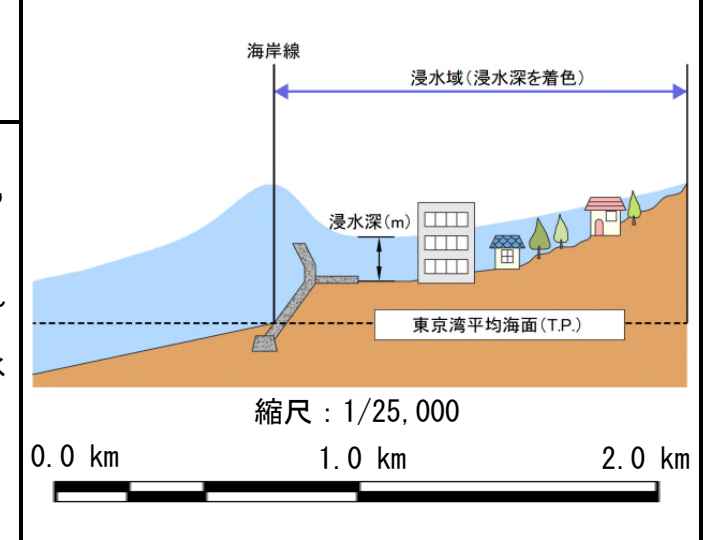 海岸線
浸水域(浸水深を着色)
浸水深(m)
東京湾平均海面(T.P.)
縮尺：1/25,000
0.0 km 1.0 km 2.0 km